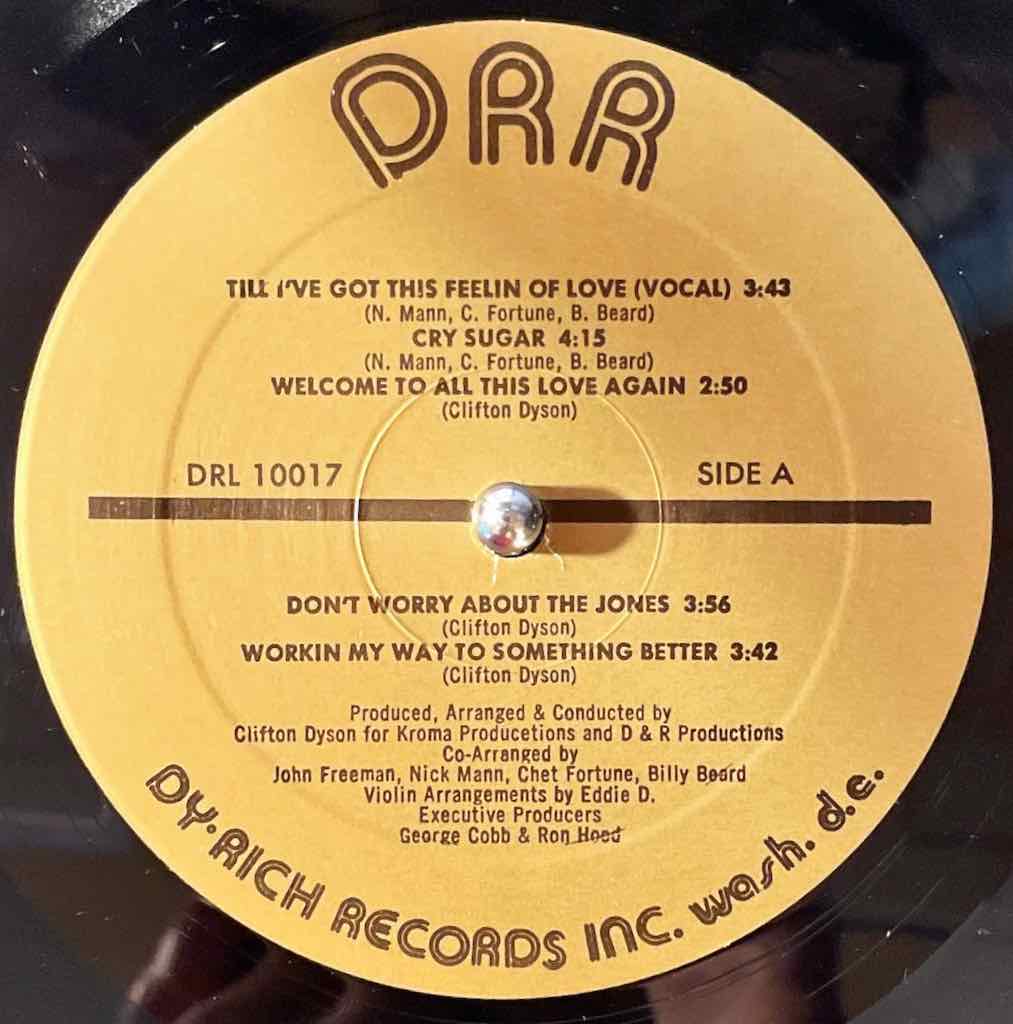 DRR
TILL I'VE GOT THIS FEELIN OF LOVE (VOCAL) 3:43
(N. Mann, C. Fortune, B. Beard)
CRY SUGAR 4:15
(N. Mann, C. Fortune, B. Beard)
WELCOME TO ALL THIS LOVE AGAIN 2:50
(Clifton Dyson)
DRL 10017 SIDE A
DON'T WORRY ABOUT THE JONES 3:56
(Clifton Dyson)
WORKIN MY WAY TO SOMETHING BETTER 3:42
(Clifton Dyson)
Produced, Arranged & Conducted by
Clifton Dyson for Kroma Producetions and D & R Productions
Co-Arranged by
John Freeman, Nick Mann, Chet Fortune, Billy Beard
Violin Arrangements by Eddie D.
Executive Producers
George Cobb & Ron
DY·RICH RECORDS INC. wash. d.c.